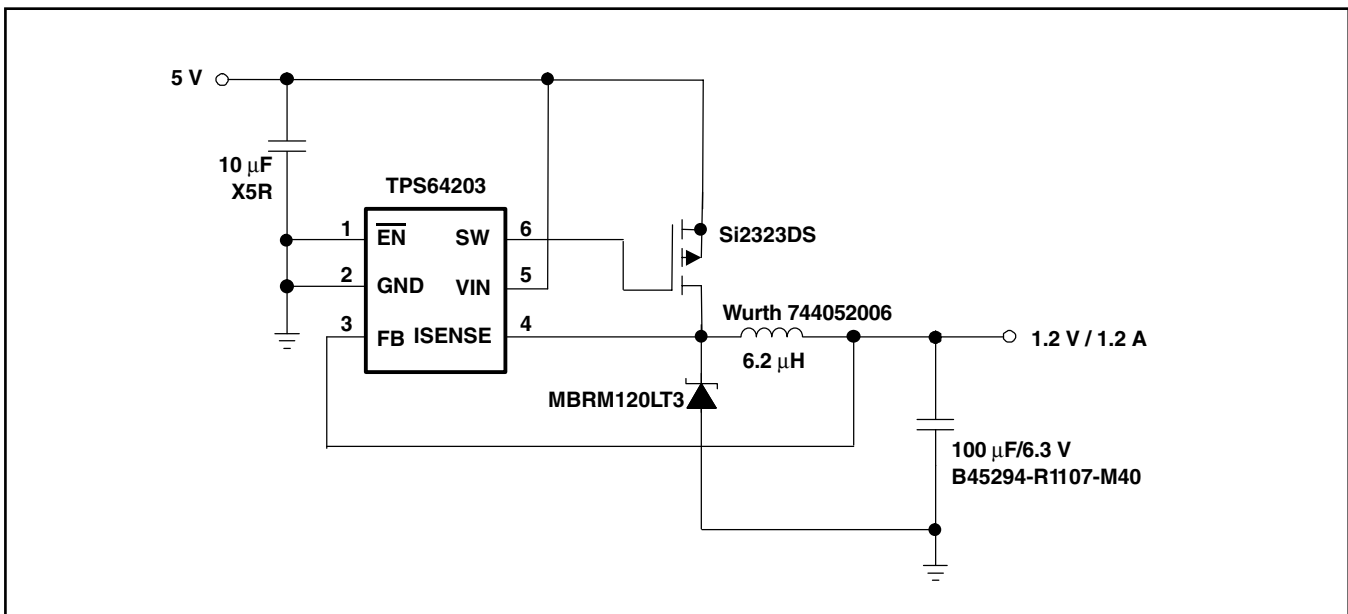 5 V
10 μF
X5R
TPS64203
1
EN
SW
6
2
GND
VIN
5
3
FB
ISENSE
4
Si2323DS
Wurth 744052006
6.2 μH
1.2 V / 1.2 A
MBRM120LT3
100 μF/6.3 V
B45294-R1107-M40